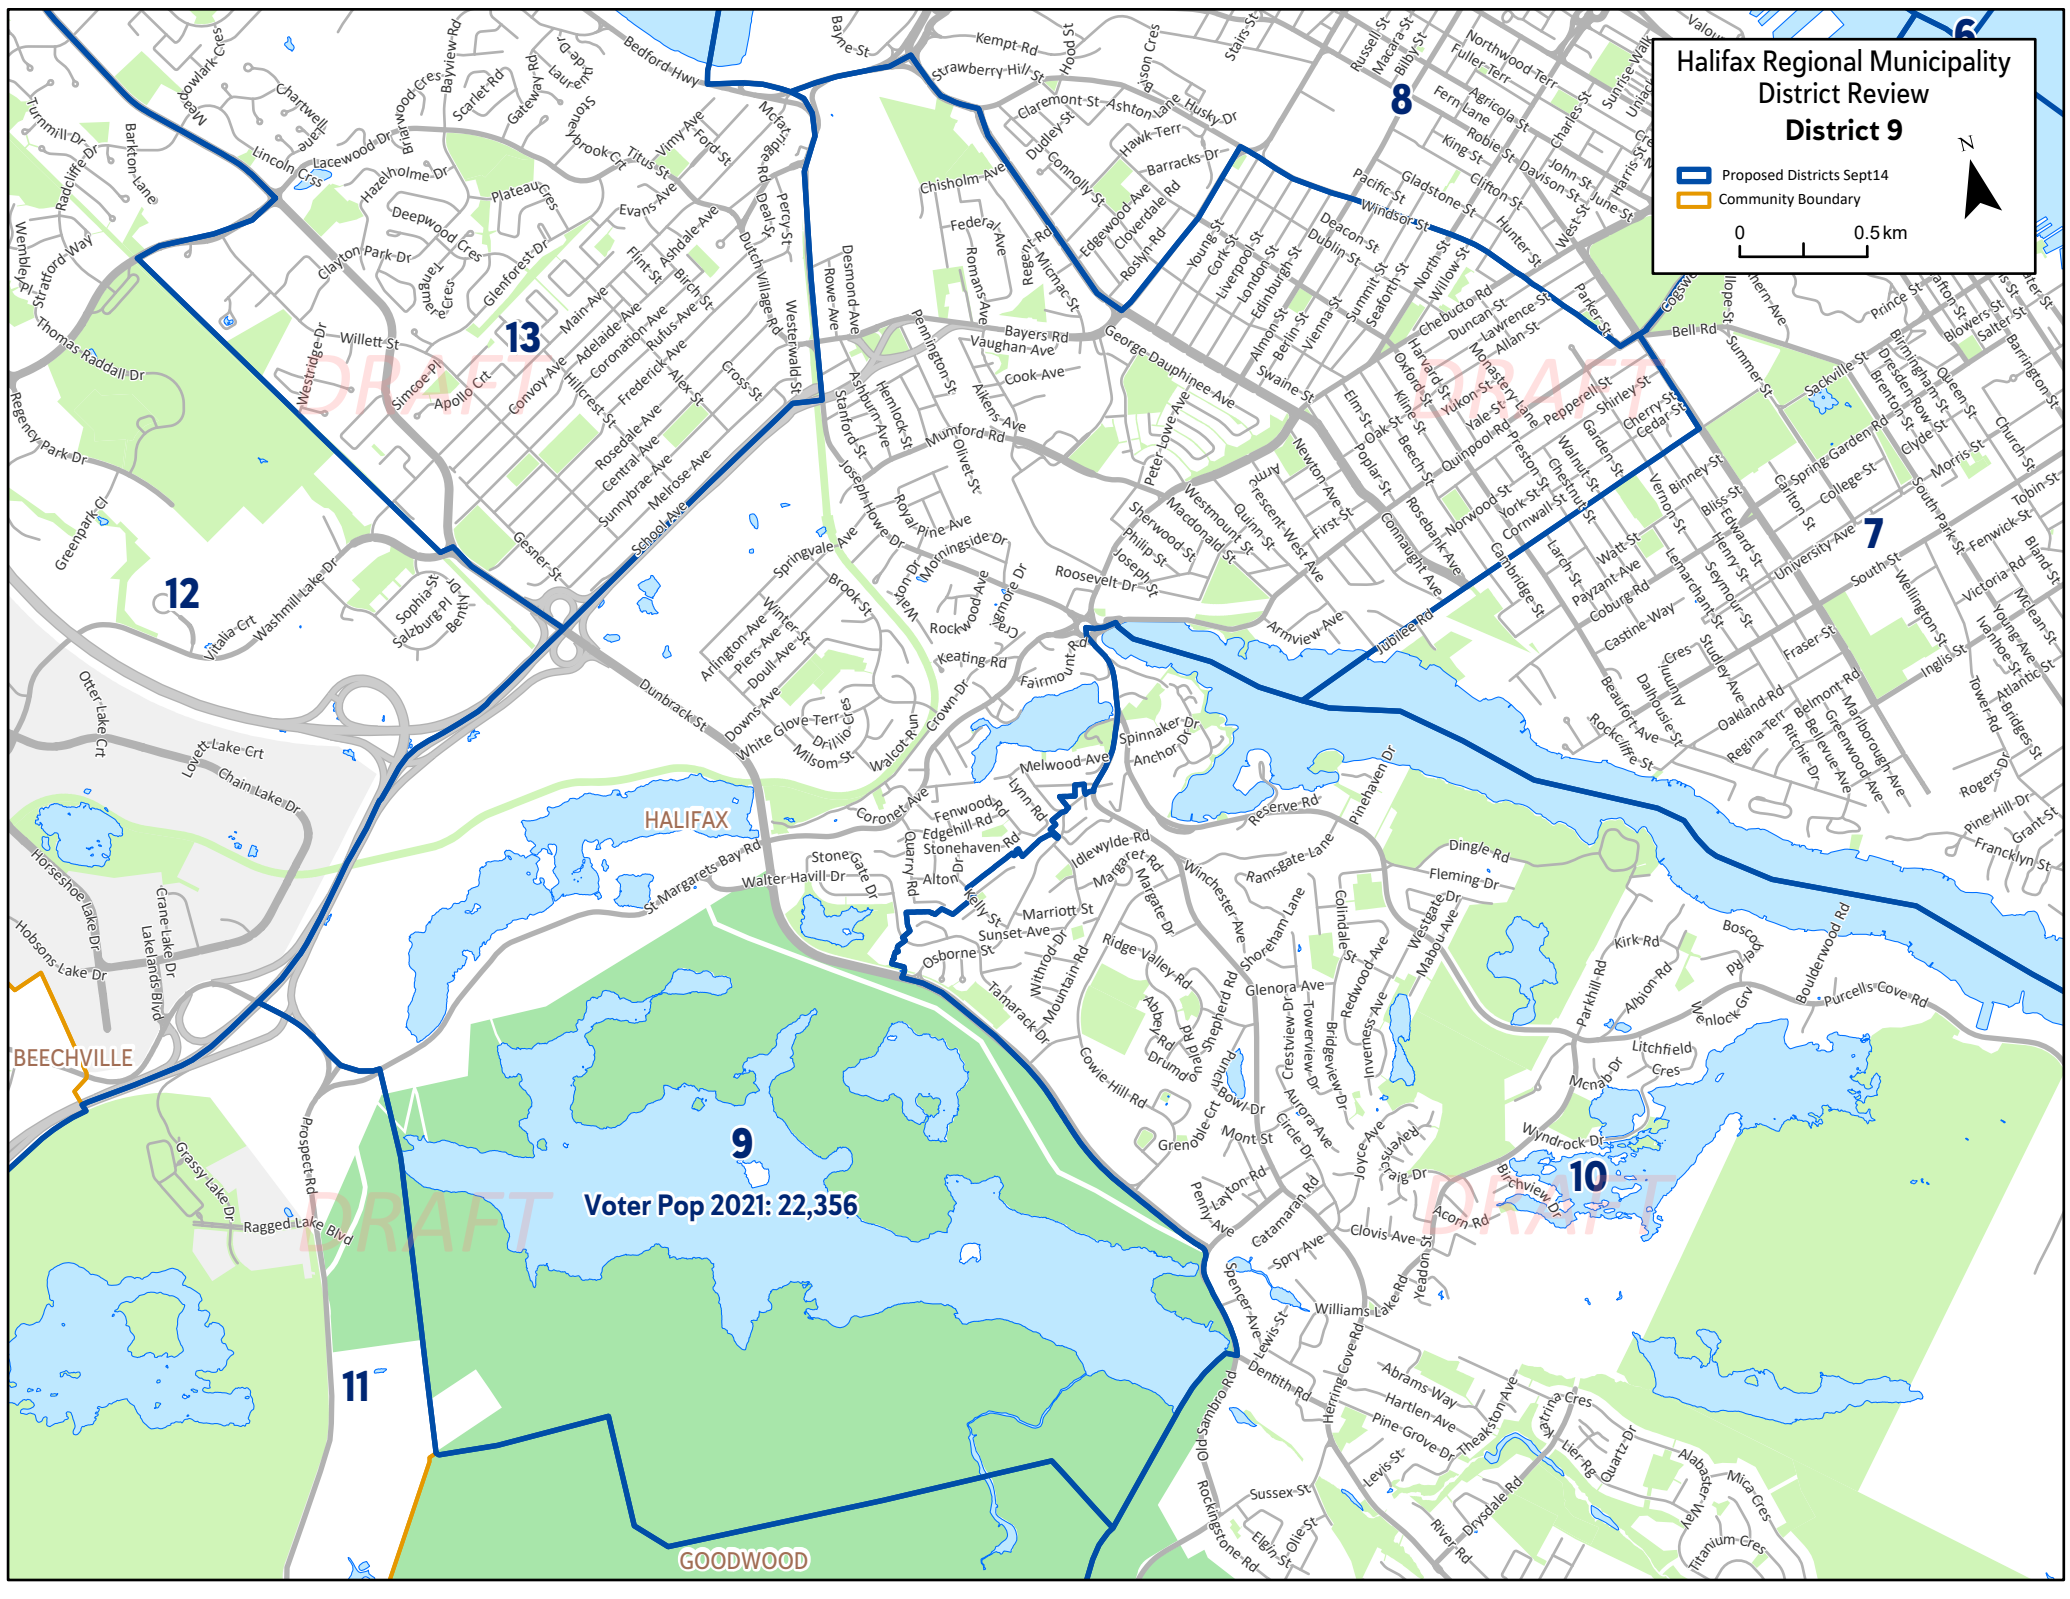 Halifax Regional Municipality
District Review
District 9
Proposed Districts Sept14
Community Boundary
N
0 0.5 km
6
8
13
12
7
9
Voter Pop 2021: 22,356
10
11
HALIFAX
BEECHVILLE
GOODWOOD
DRAFT
DRAFT
DRAFT
DRAFT
Bayne St
Kempt Rd
Hood St
Bison Cres
Stairs St
Russell St
Macara St
Bilby St
Northwood Terr
Fuller Terr
Sunrise Walk
Bedford Hwy
Strawberry Hill St
Claremont St
Ashton Lane
Husky Dr
Dudley St
Hawk Terr
Barracks Dr
Connolly St
Fern Lane
Agricola St
Robie St
King St
Charles St
Davison St
John St
June St
Harris St
Clifton St
Gladstone St
Pacific St
Windsor St
Hunter St
West St
Meadowlark Cres
Chartwell Lane
Lincoln Crss
Lacewood Dr
Briarwood Cres
Bayview Rd
Scarlet Rd
Gateway Rd
Laurentide Dr
Stoneybrook Crt
Titus St
Vimy Ave
Ford St
Mcfatridge Rd
Percy St
Deal St
Turnmill Dr
Radcliffe Dr
Barkton Lane
Wembley Pl
Stratford Way
Hazelholme Dr
Plateau Cres
Deepwood Cres
Clayton Park Dr
Tangmere Cres
Glenforest Dr
Evans Ave
Ashdale Ave
Flint St
Birch St
Dutch Village Rd
Main Ave
Adelaide Ave
Coronation Ave
Rufus Ave
Convoy Ave
Hillcrest St
Frederick Ave
Alex St
Cross St
Rosedale Ave
Central Ave
Sunnybrae Ave
Melrose Ave
School Ave
Gesner St
Willett St
Westridge Dr
Simcoe Pl
Apollo Crt
Thomas Raddall Dr
Regency Park Dr
Greenpark Cl
Vitalia Crt
Washmill Lake Dr
Sophia St
Salzburg Pl
Bently Dr
Chisholm Ave
Federal Ave
Romans Ave
Regent Rd
Micmac St
Edgewood Ave
Cloverdale Rd
Roslyn Rd
Desmond Ave
Rowe Ave
Westerwald St
Pennington St
Bayers Rd
Vaughan Ave
Cook Ave
Aikens Ave
Ashburn Ave
Hemlock St
Stanford St
Mumford Rd
Olivet St
Joseph Howe Dr
Royal Pine Ave
Morningside Dr
Springvale Ave
Brook St
Walton Dr
Rockwood Ave
Cragmore Dr
Roosevelt Dr
George Dauphinee Ave
Peter Lowe Ave
Young St
Cork St
Liverpool St
London St
Edinburgh St
Almon St
Berlin St
Vienna St
Deacon St
Dublin St
Summit St
Seaforth St
North St
Willow St
Chebucto Rd
Duncan St
Lawrence St
Allan St
Parker St
Swaine St
Harvard St
Oxford St
Kline St
Elm St
Oak St
Poplar St
Beech St
Yukon St
Yale St
Mostery Lane
Pepperell St
Shirley St
Cherry St
Cedar St
Quinpool Rd
Preston St
Walnut St
Garden St
Chestnut St
York St
Cornwall St
Norwood St
Newton Ave
Connaught Ave
Rosebank Ave
Cambridge St
Larch St
Watt St
Payzant Ave
Coburg Rd
Castine Way
Vernon St
Binney St
Bliss St
Edward St
Henry St
Seymour St
Lemarchant St
Westmount St
Macdonald St
Sherwood St
Philip St
Joseph St
Quinn St
Crescent West Ave
First St
Armview Ave
Jubilee Rd
Bell Rd
Summer St
Sackville St
Prince St
Blowers St
Salter St
Barrington St
Birmingham St
Dresden Row
Brenton St
Queen St
Clyde St
Church St
Spring Garden Rd
Morris St
College St
Carlton St
Tobin St
South Park St
Fenwick St
Bland St
University Ave
South St
Victoria Rd
Wellington St
Mclean St
Young Ave
Ivanhoe St
Inglis St
Fraser St
Atlantic St
Tower Rd
Bridges St
Rogers Dr
Pine Hill Dr
Grant St
Francklyn St
Studley Ave
Alumni Cres
Dalhousie St
Beaufort Ave
Rockcliffe St
Oakland Rd
Regina Terr
Belmont Rd
Ritchie Dr
Bellevue Ave
Greenwood Ave
Marlborough Ave
Arlington Ave
Winter St
Piers Ave
Doull Ave
Downs Ave
White Glove Terr
Drillio Cres
Milsom St
Walcot Run
Crown Dr
Keating Rd
Fairmount Rd
Dunbrack St
Otter Lake Crt
Lovett Lake Crt
Chain Lake Dr
Horseshoe Lake Dr
Hobsons Lake Dr
Crane Lake Dr
Lakelands Blvd
Grassy Lake Dr
Ragged Lake Blvd
Prospect Rd
St Margarets Bay Rd
Walter Havill Dr
Stone Gate Dr
Coronet Ave
Quarry Rd
Fenwood Rd
Edgehill Rd
Stonehaven Rd
Alton Dr
Lynn Rd
Melwood Ave
Spinnaker Dr
Anchor Dr
Kelly St
Marriott St
Sunset Ave
Osborne St
Withrod Dr
Mountain Rd
Tamarack Dr
Idlewylde Rd
Margaret Rd
Margate Dr
Winchester Ave
Ridge Valley Rd
Abbey Rd
Drumdonald Rd
Shepherd Rd
Cowie Hill Rd
Grenoble Crt
Punch Bowl Dr
Mont St
Circle Dr
Aurora Ave
Reserve Rd
Pinehaven Dr
Ramsgate Lane
Shoreham Lane
Colindale St
Redwood Ave
Westgate Dr
Mabou Ave
Glenora Ave
Crestview Dr
Towerview Dr
Bridgeview Dr
Inverness Ave
Dingle Rd
Fleming Dr
Kirk Rd
Parkhill Rd
Albion Rd
Boscobel Rd
Wenlock Grv
Boulderwood Rd
Purcells Cove Rd
Litchfield Cres
Mcnab Dr
Wyndrock Dr
Birchview Dr
Joyce Ave
Ravens Craig Dr
Acorn Rd
Clovis Ave
Yeadon St
Williams Lake Rd
Layton Rd
Penny Ave
Catamaran Rd
Spry Ave
Spencer Ave
Lewis St
Dentith Rd
Herring Cove Rd
Old Sambro Rd
Rockingstone Rd
Sussex St
Elgin St
Olie St
Abrams Way
Hartlen Ave
Pine Grove Dr
Theakston Ave
Katrina Cres
Levis St
Lier Rg
Quartz Dr
Alabaster Way
Mica Cres
Drysdale Rd
River Rd
Titanium Cres